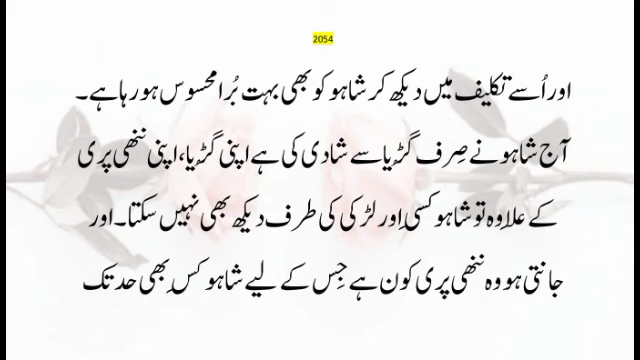 2054
اور اُسے تکلیف میں دیکھ کر شاہو کو بھی بہت بُرا محسوس ہو رہا ہے۔
آج شاہو نے صِرف گڑیا سے شادی کی ہے اپنی گڑیا، اپنی ننھی پری
کے علاوہ تو شاہو کسی اور لڑکی کی طرف دیکھ بھی نہیں سکتا۔ اور
جانتی ہو وہ ننھی پری کون ہے جِس کے لیے شاہو کس بھی حد تک